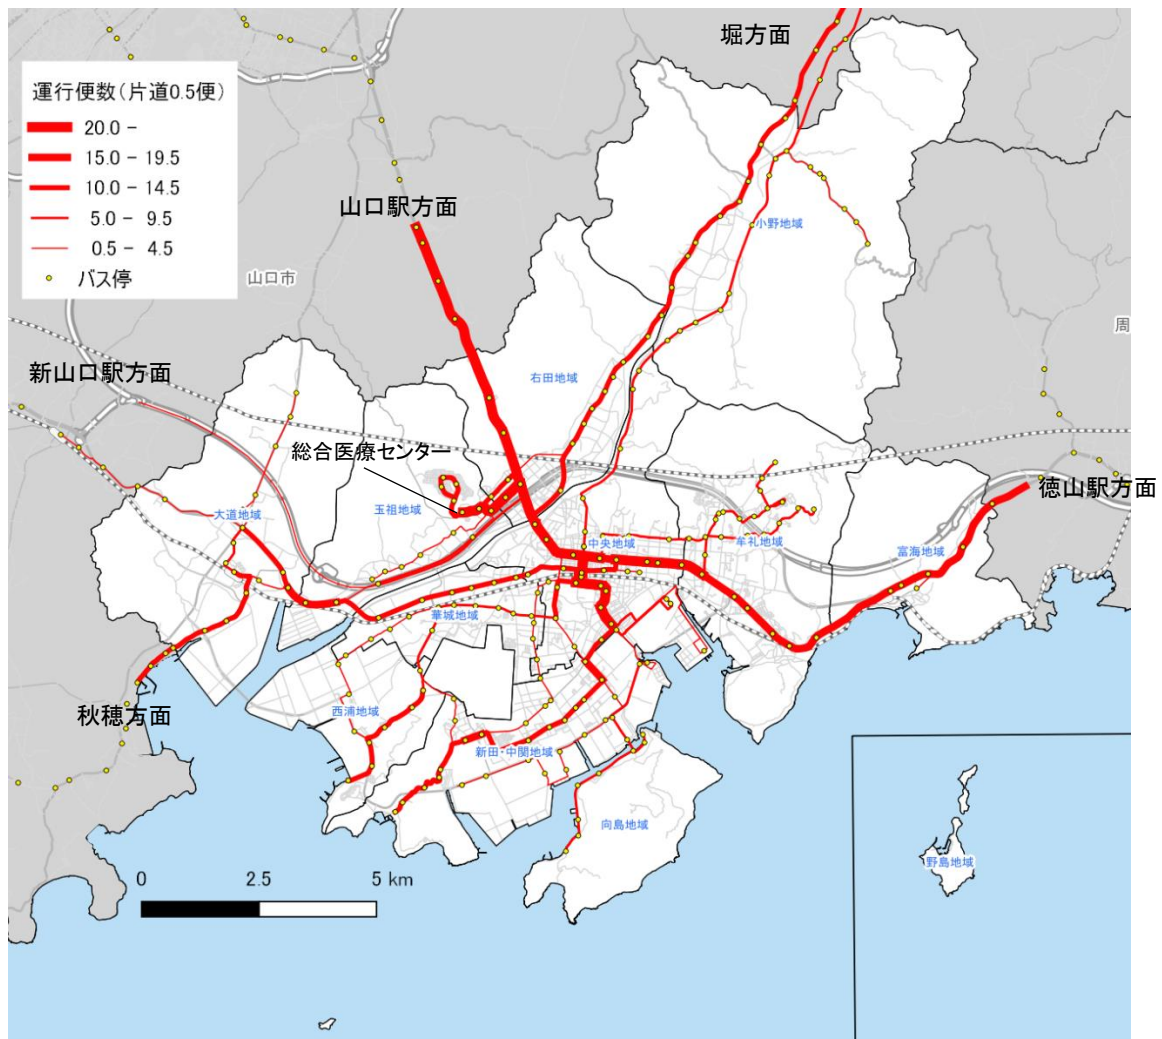 堀方面
運行便数(片道0.5便)
20.0 -
15.0 - 19.5
10.0 - 14.5
5.0 - 9.5
0.5 - 4.5
バス停
山口駅方面
小野地域
山口市
周
新山口駅方面
右田地域
総合医療センター
徳山駅方面
大道地域
玉祖地域
中央地域
牟礼地域
富海地域
華城地域
秋穂方面
西浦地域
新田・中関地域
向島地域
野島地域
0 2.5 5 km